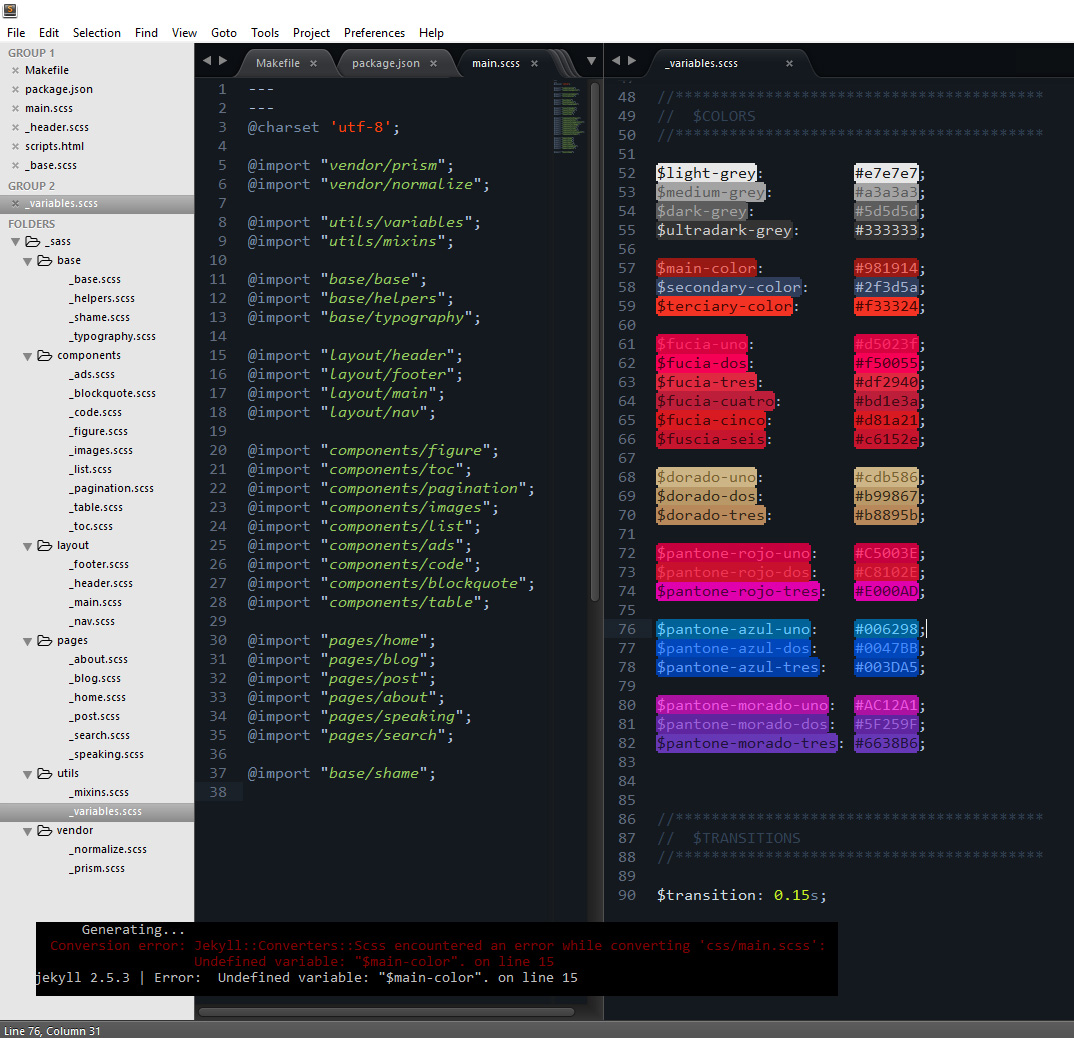 File Edit Selection Find View Goto Tools Project Preferences Help
GROUP 1
Makefile
package.json
main.scss
_header.scss
scripts.html
_base.scss
GROUP 2
_variables.scss
FOLDERS
_sass
base
_base.scss
_helpers.scss
_shame.scss
_typography.scss
components
_ads.scss
_blockquote.scss
_code.scss
_figure.scss
_images.scss
_list.scss
_pagination.scss
_table.scss
_toc.scss
layout
_footer.scss
_header.scss
_main.scss
_nav.scss
pages
_about.scss
_blog.scss
_home.scss
_post.scss
_search.scss
_speaking.scss
utils
_mixins.scss
_variables.scss
vendor
_normalize.scss
_prism.scss
Makefile package.json main.scss
1 ---
2 ---
3 @charset 'utf-8';
4
5 @import "vendor/prism";
6 @import "vendor/normalize";
7
8 @import "utils/variables";
9 @import "utils/mixins";
10
11 @import "base/base";
12 @import "base/helpers";
13 @import "base/typography";
14
15 @import "layout/header";
16 @import "layout/footer";
17 @import "layout/main";
18 @import "layout/nav";
19
20 @import "components/figure";
21 @import "components/toc";
22 @import "components/pagination";
23 @import "components/images";
24 @import "components/list";
25 @import "components/ads";
26 @import "components/code";
27 @import "components/blockquote";
28 @import "components/table";
29
30 @import "pages/home";
31 @import "pages/blog";
32 @import "pages/post";
33 @import "pages/about";
34 @import "pages/speaking";
35 @import "pages/search";
36
37 @import "base/shame";
38
_variables.scss
48 //*****************************************
49 // $COLORS
50 //*****************************************
51
52 $light-grey: #e7e7e7;
53 $medium-grey: #a3a3a3;
54 $dark-grey: #5d5d5d;
55 $ultradark-grey: #333333;
56
57 $main-color: #981914;
58 $secondary-color: #2f3d5a;
59 $terciary-color: #f33324;
60
61 $fucia-uno: #d5023f;
62 $fucia-dos: #f50055;
63 $fucia-tres: #df2940;
64 $fucia-cuatro: #bd1e3a;
65 $fucia-cinco: #d81a21;
66 $fuscia-seis: #c6152e;
67
68 $dorado-uno: #cdb586;
69 $dorado-dos: #b99867;
70 $dorado-tres: #b8895b;
71
72 $pantone-rojo-uno: #C5003E;
73 $pantone-rojo-dos: #C8102E;
74 $pantone-rojo-tres: #E000AD;
75
76 $pantone-azul-uno: #006298;
77 $pantone-azul-dos: #0047BB;
78 $pantone-azul-tres: #003DA5;
79
80 $pantone-morado-uno: #AC12A1;
81 $pantone-morado-dos: #5F259F;
82 $pantone-morado-tres: #6638B6;
83
84
85
86 //*****************************************
87 // $TRANSITIONS
88 //*****************************************
89
90 $transition: 0.15s;
Generating...
Conversion error: Jekyll::Converters::Scss encountered an error while converting 'css/main.scss':
Undefined variable: "$main-color". on line 15
jekyll 2.5.3 | Error: Undefined variable: "$main-color". on line 15
Line 76, Column 31